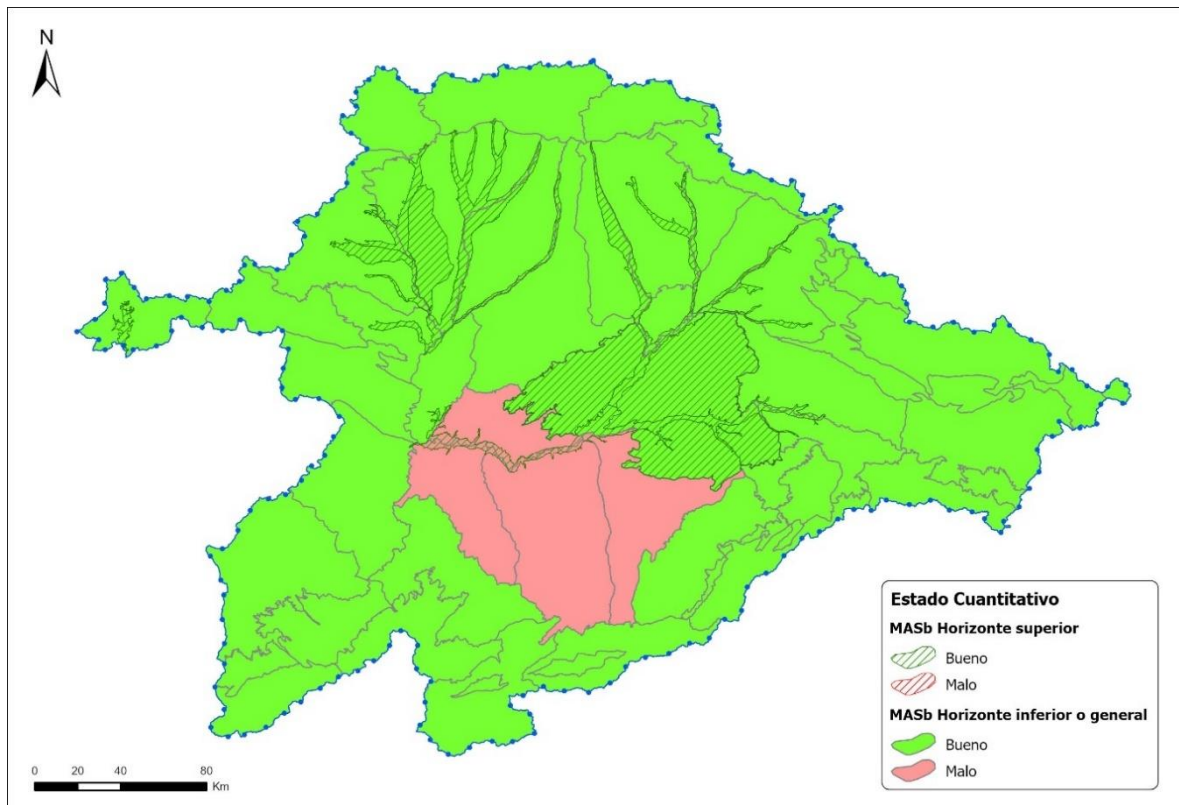 N
Estado Cuantitativo
MASb Horizonte superior
Bueno
Malo
MASb Horizonte inferior o general
Bueno
Malo
0 20 40 80
Km